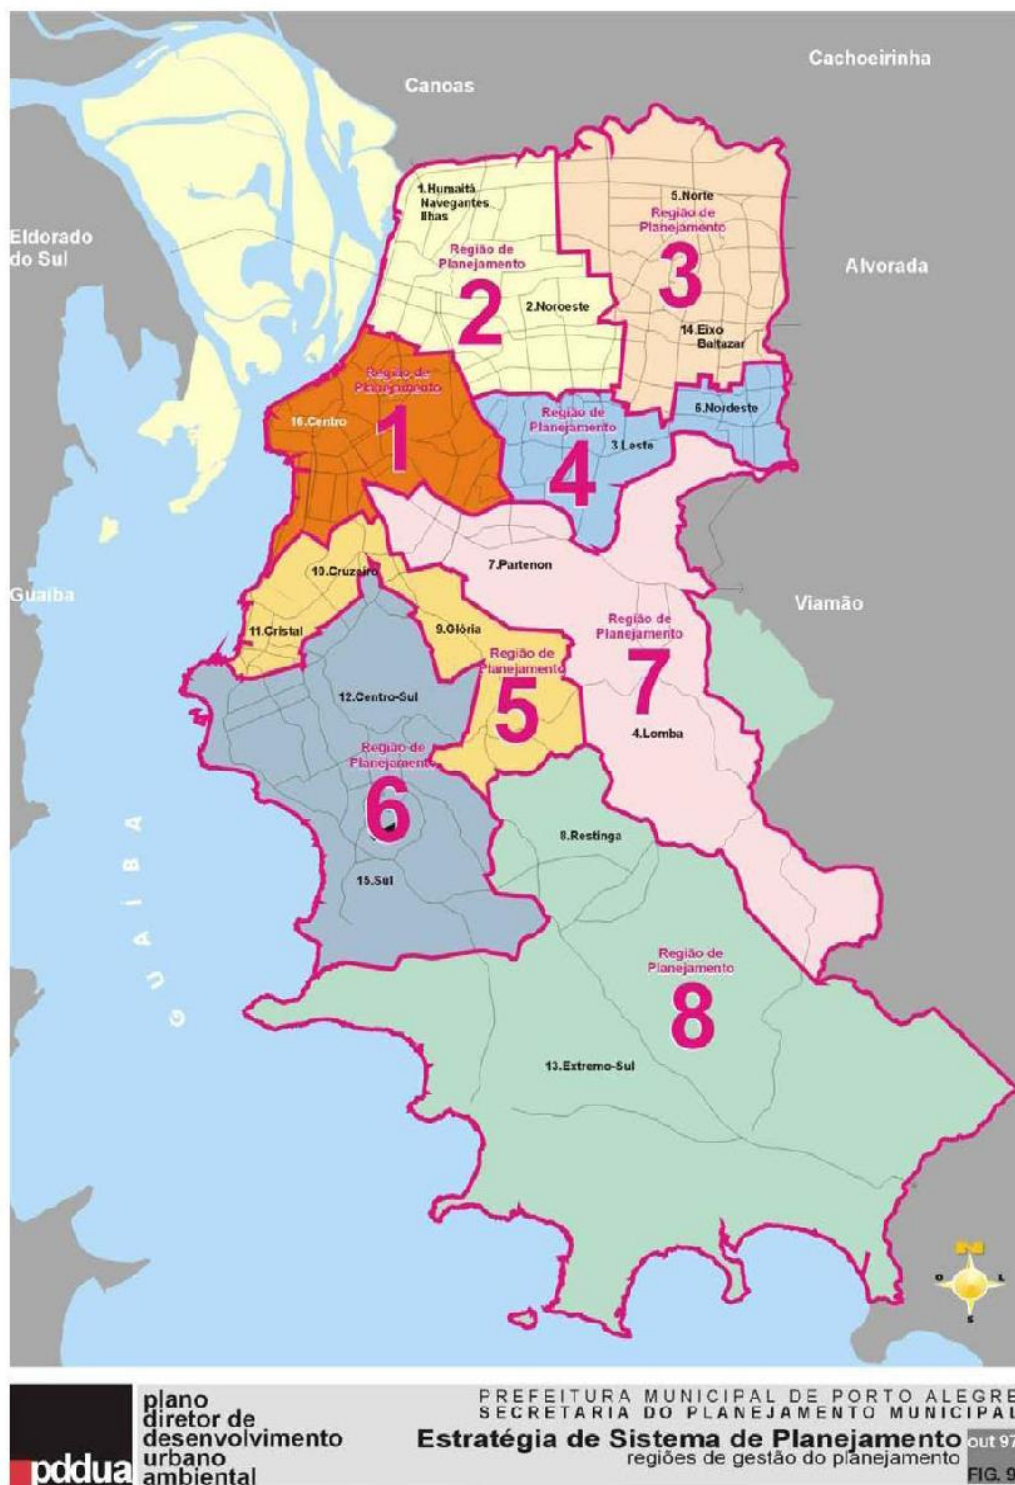 Cachoeirinha
Canoas
1.Humaitá
Navegantes
Ilhas
5.Norte
Região de
Planejamento
3
Eldorado
do Sul
Região de
Planejamento
2
Alvorada
2.Noroeste
14.Eixo
Baltazar
Região de
Planejamento
1
16.Centro
Região de
Planejamento
4
3.Leste
6.Nordeste
7.Partenon
10.Cruzeiro
Guaíba
Viamão
11.Cristal
9.Glória
Região de
Planejamento
7
Região de
Planejamento
5
12.Centro-Sul
4.Lomba
Região de
Planejamento
6
8.Restinga
15.Sul
GUAIBA
Região de
Planejamento
8
13.Extremo-Sul
N
O L
S
pddua
plano
diretor de
desenvolvimento
urbano
ambiental
PREFEITURA MUNICIPAL DE PORTO ALEGRE
SECRETARIA DO PLANEJAMENTO MUNICIPAL
Estratégia de Sistema de Planejamento
regiões de gestão do planejamento
out 97
FIG. 9